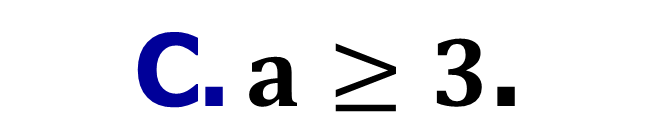 C. a ≥ 3.